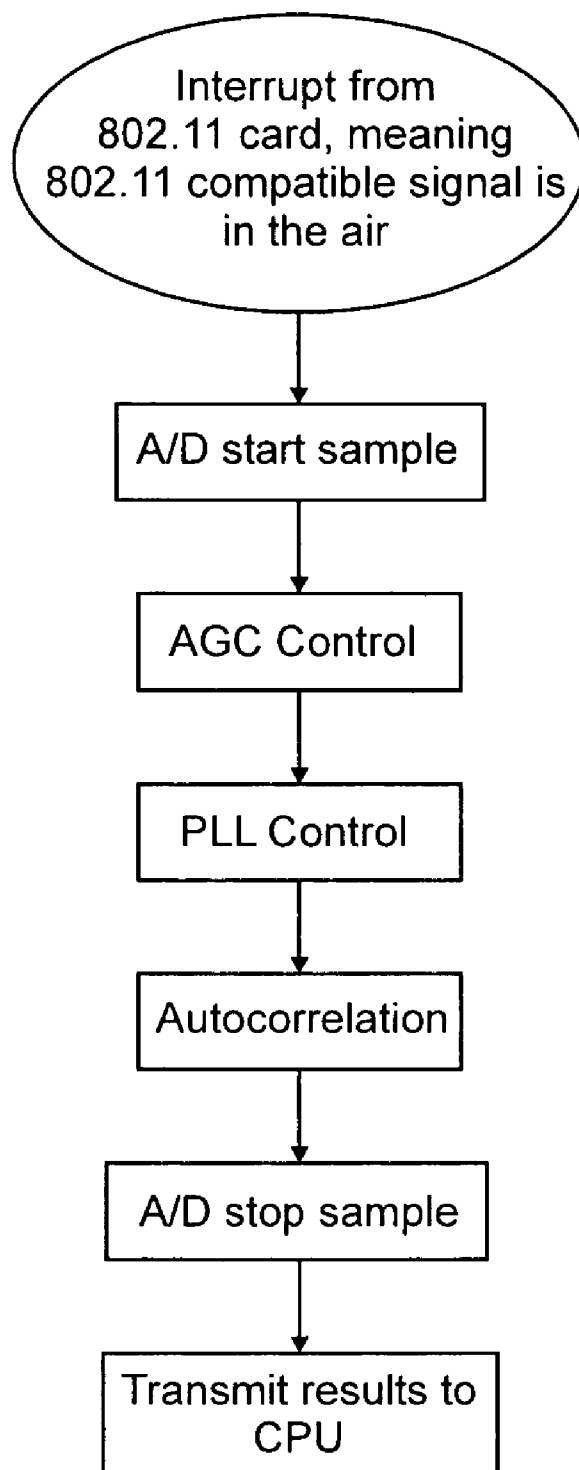 Interrupt from
802.11 card, meaning
802.11 compatible signal is
in the air
A/D start sample
AGC Control
PLL Control
Autocorrelation
A/D stop sample
Transmit results to
CPU